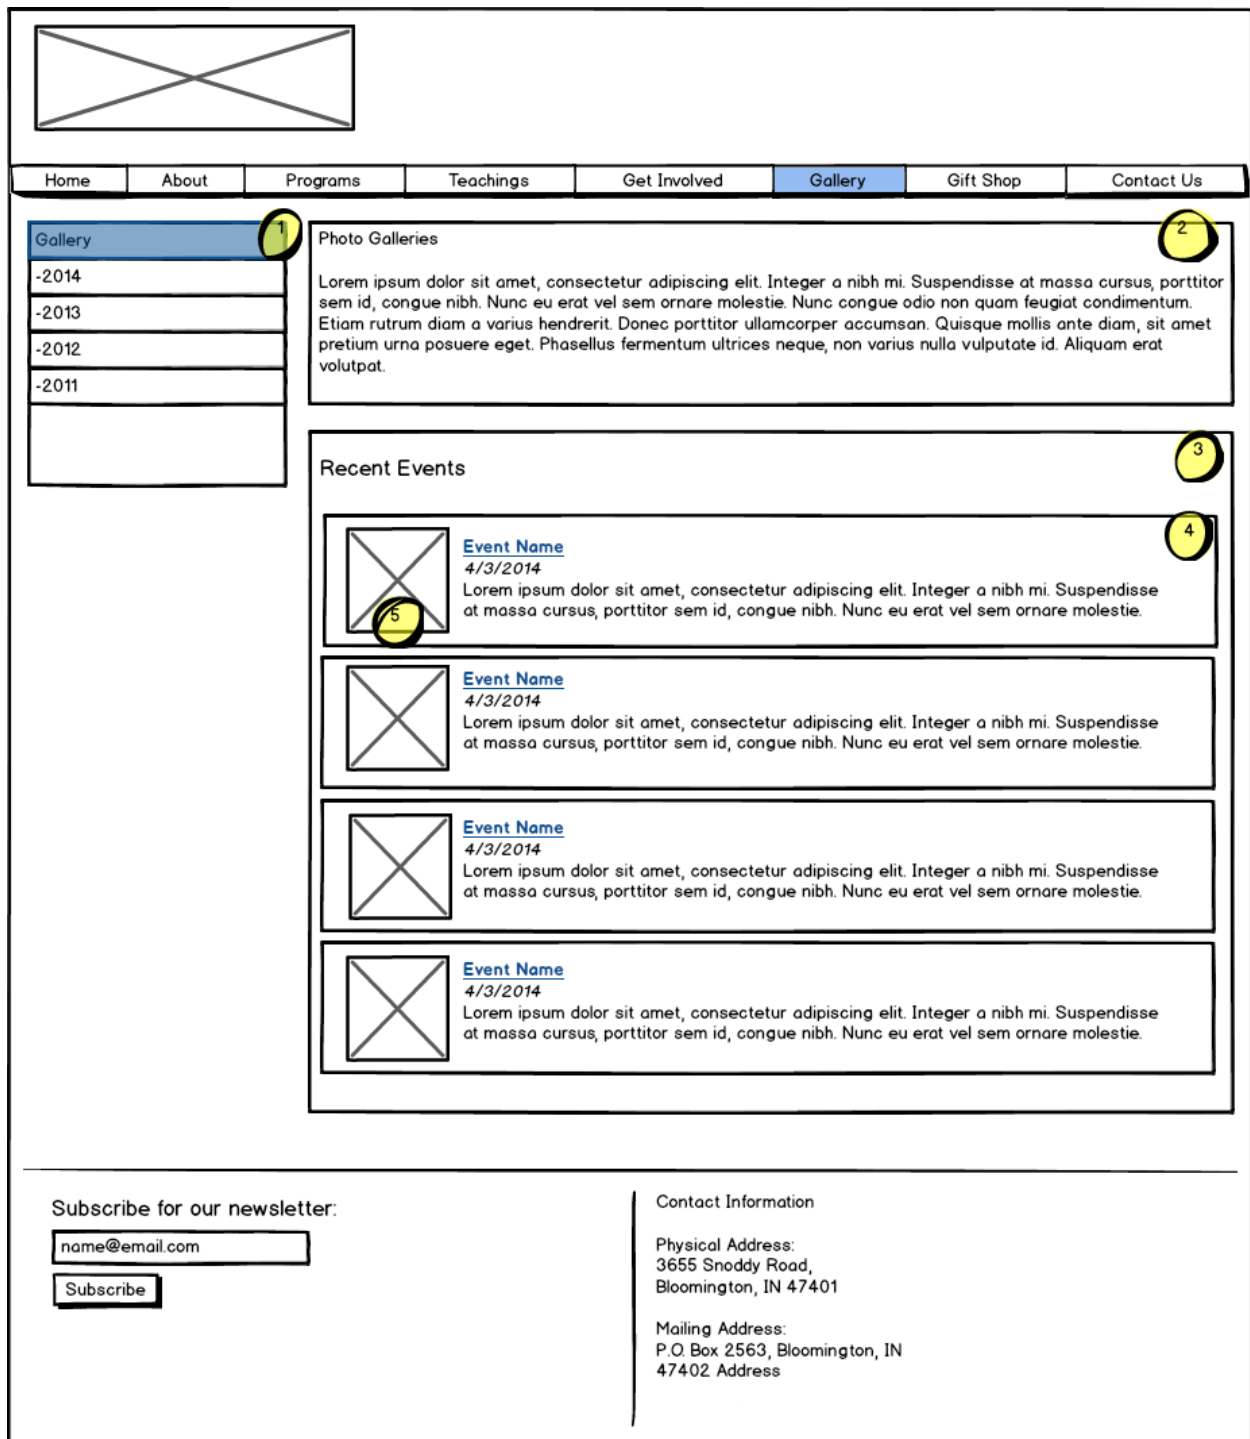 Home About Programs Teachings Get Involved Gallery Gift Shop Contact Us
Gallery 1
-2014
-2013
-2012
-2011
Photo Galleries 2
Lorem ipsum dolor sit amet, consectetur adipiscing elit. Integer a nibh mi. Suspendisse at massa cursus, porttitor
sem id, congue nibh. Nunc eu erat vel sem ornare molestie. Nunc congue odio non quam feugiat condimentum.
Etiam rutrum diam a varius hendrerit. Donec porttitor ullamcorper accumsan. Quisque mollis ante diam, sit amet
pretium urna posuere eget. Phasellus fermentum ultrices neque, non varius nulla vulputate id. Aliquam erat
volutpat.
3
Recent Events
4
Event Name
4/3/2014
Lorem ipsum dolor sit amet, consectetur adipiscing elit. Integer a nibh mi. Suspendisse
at massa cursus, porttitor sem id, congue nibh. Nunc eu erat vel sem ornare molestie.
5
Event Name
4/3/2014
Lorem ipsum dolor sit amet, consectetur adipiscing elit. Integer a nibh mi. Suspendisse
at massa cursus, porttitor sem id, congue nibh. Nunc eu erat vel sem ornare molestie.
Event Name
4/3/2014
Lorem ipsum dolor sit amet, consectetur adipiscing elit. Integer a nibh mi. Suspendisse
at massa cursus, porttitor sem id, congue nibh. Nunc eu erat vel sem ornare molestie.
Event Name
4/3/2014
Lorem ipsum dolor sit amet, consectetur adipiscing elit. Integer a nibh mi. Suspendisse
at massa cursus, porttitor sem id, congue nibh. Nunc eu erat vel sem ornare molestie.
Subscribe for our newsletter:
name@email.com
Subscribe
Contact Information
Physical Address:
3655 Snoddy Road,
Bloomington, IN 47401
Mailing Address:
P.O. Box 2563, Bloomington, IN
47402 Address